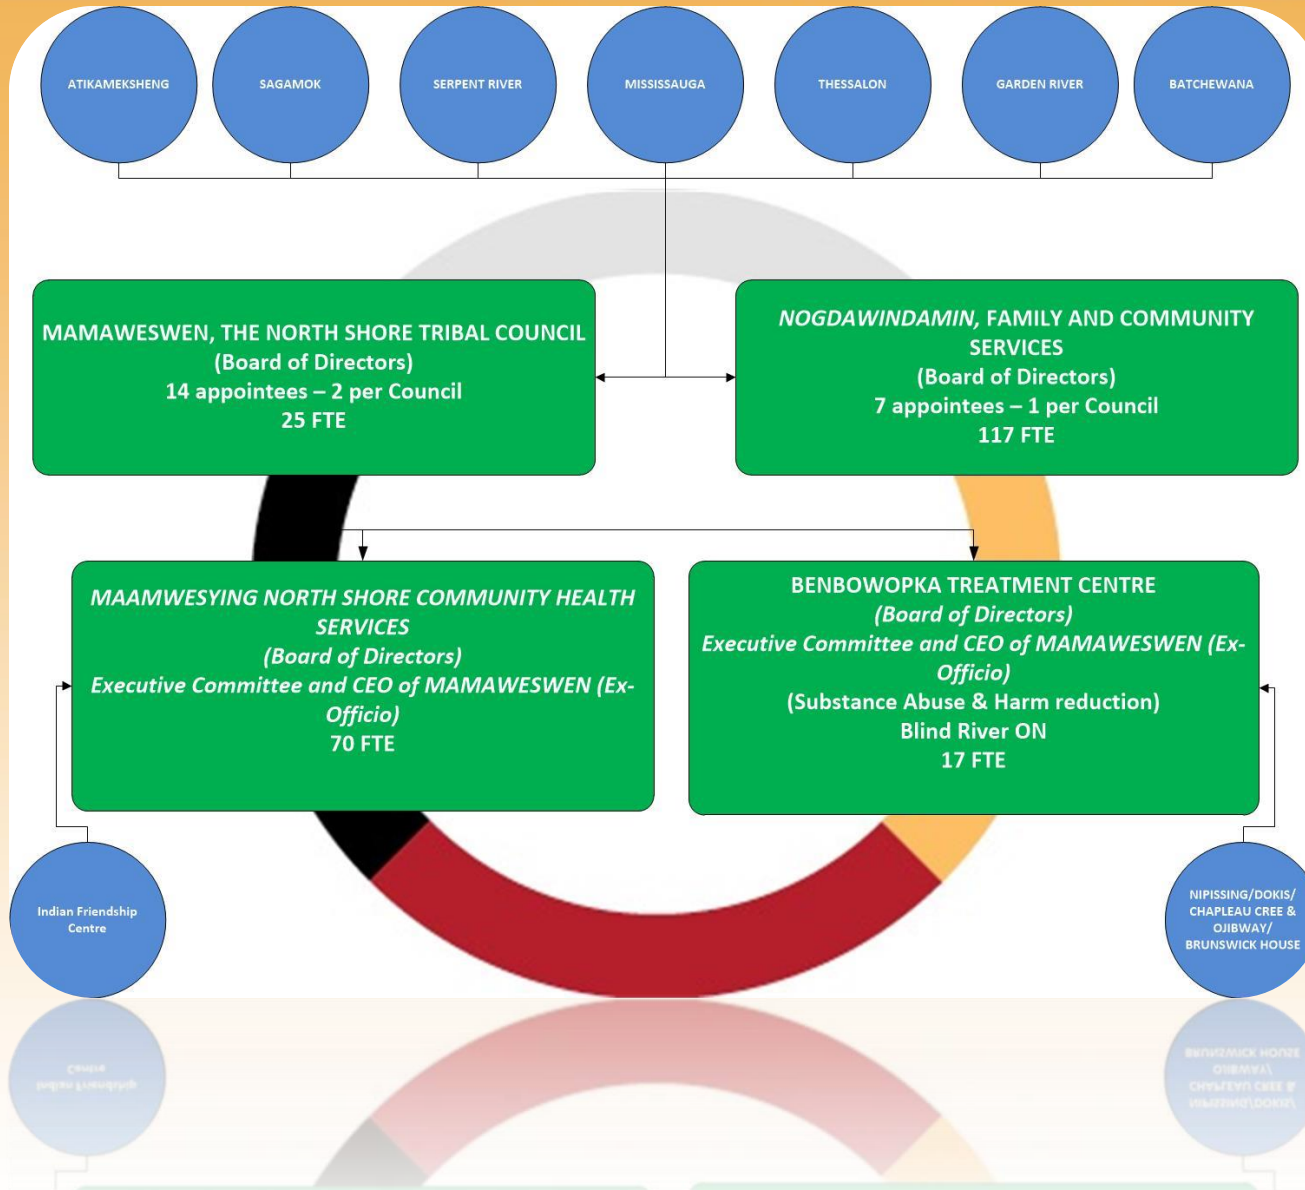 ATIKAMEKSHENG
SAGAMOK
SERPENT RIVER
MISSISSAUGA
THESSALON
GARDEN RIVER
BATCHEWANA
MAMAWESWEN, THE NORTH SHORE TRIBAL COUNCIL
(Board of Directors)
14 appointees – 2 per Council
25 FTE
NOGDAWINDAMIN, FAMILY AND COMMUNITY
SERVICES
(Board of Directors)
7 appointees – 1 per Council
117 FTE
MAAMWESYING NORTH SHORE COMMUNITY HEALTH
SERVICES
(Board of Directors)
Executive Committee and CEO of MAMAWESWEN (Ex-
Officio)
70 FTE
BENBOWOPKA TREATMENT CENTRE
(Board of Directors)
Executive Committee and CEO of MAMAWESWEN (Ex-
Officio)
(Substance Abuse & Harm reduction)
Blind River ON
17 FTE
Indian Friendship
Centre
NIPISSING/DOKIS/
CHAPLEAU CREE &
OJIBWAY/
BRUNSWICK HOUSE